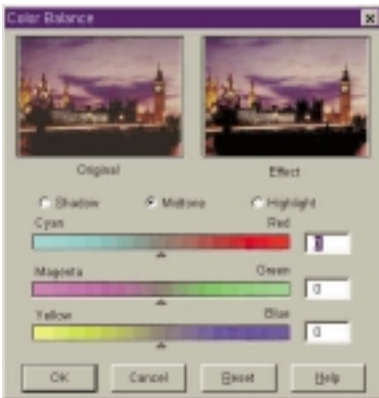 Color Balance
Original Effect
Shadow Midtone Highlight
Cyan Red
0
Magenta Green
0
Yellow Blue
0
OK Cancel Reset Help